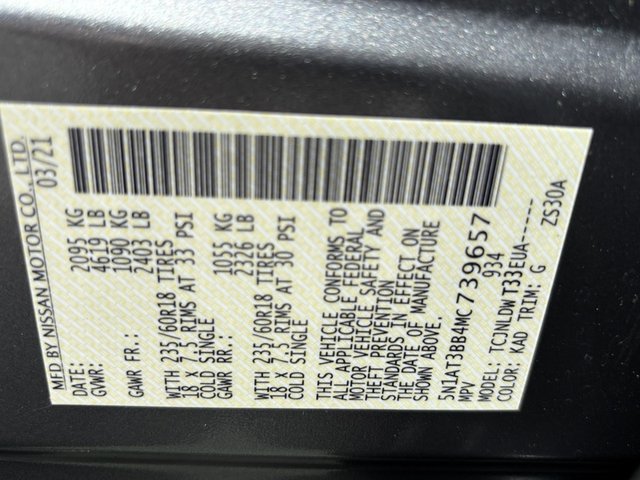 MFD BY NISSAN MOTOR CO., LTD.
DATE: 03/21
GVWR: 2095 KG
4619 LB
GAWR FR.: 1090 KG
2403 LB
WITH 235/60R18 TIRES
18 x 7.5 RIMS AT 33 PSI
COLD SINGLE
GAWR RR.: 1055 KG
2326 LB
WITH 235/60R18 TIRES
18 x 7.5 RIMS AT 30 PSI
COLD SINGLE
THIS VEHICLE CONFORMS TO
ALL APPLICABLE FEDERAL
MOTOR VEHICLE SAFETY AND
THEFT PREVENTION
STANDARDS IN EFFECT ON
THE DATE OF MANUFACTURE
SHOWN ABOVE.
5N1AT3BB4MC739657
MPV 934
MODEL: TCJNLDW T33EUA------
COLOR: KAD TRIM: G ZS30A